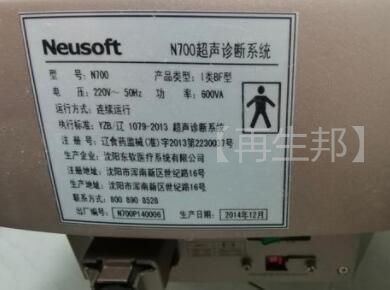 Neusoft N700超声诊断系统
型 号: N700 产品类型: I类BF型
电 压: 220V~ 50Hz 功 率: 600VA
运行方式: 连续运行
执行标准: YZB/辽 1079-2013 超声诊断系统
注 册 号: 辽食药监械(准)字2013第2230037号
生产企业: 沈阳东软医疗系统有限公司
注册地址: 沈阳市浑南新区世纪路16号
生产地址: 沈阳市浑南新区世纪路16号
联系方式: 800 890 8528
出厂编号: N700P140006 生产日期: 2014年12月
【再生邦】